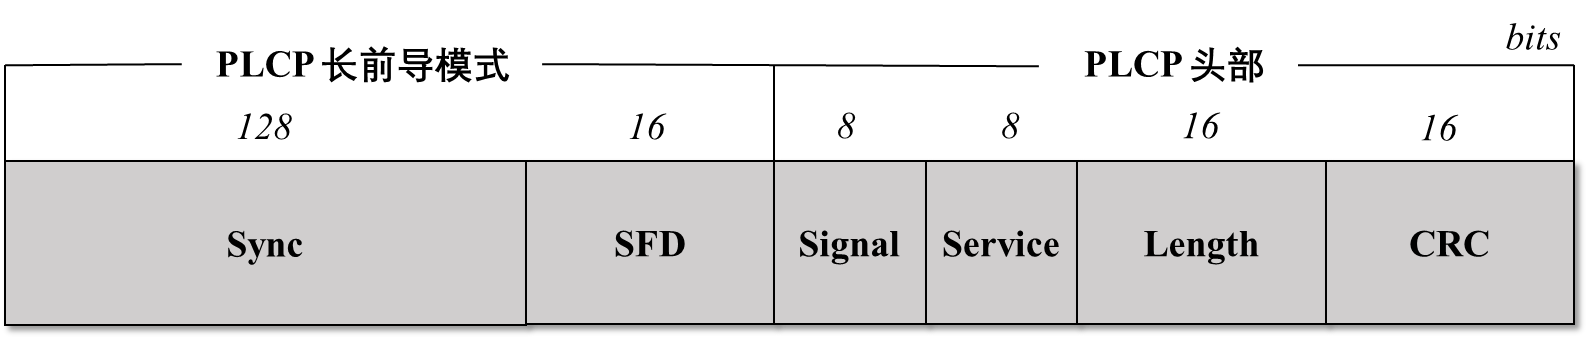 bits
PLCP 长前导模式 PLCP 头部
128 16 8 8 16 16
Sync SFD Signal Service Length CRC